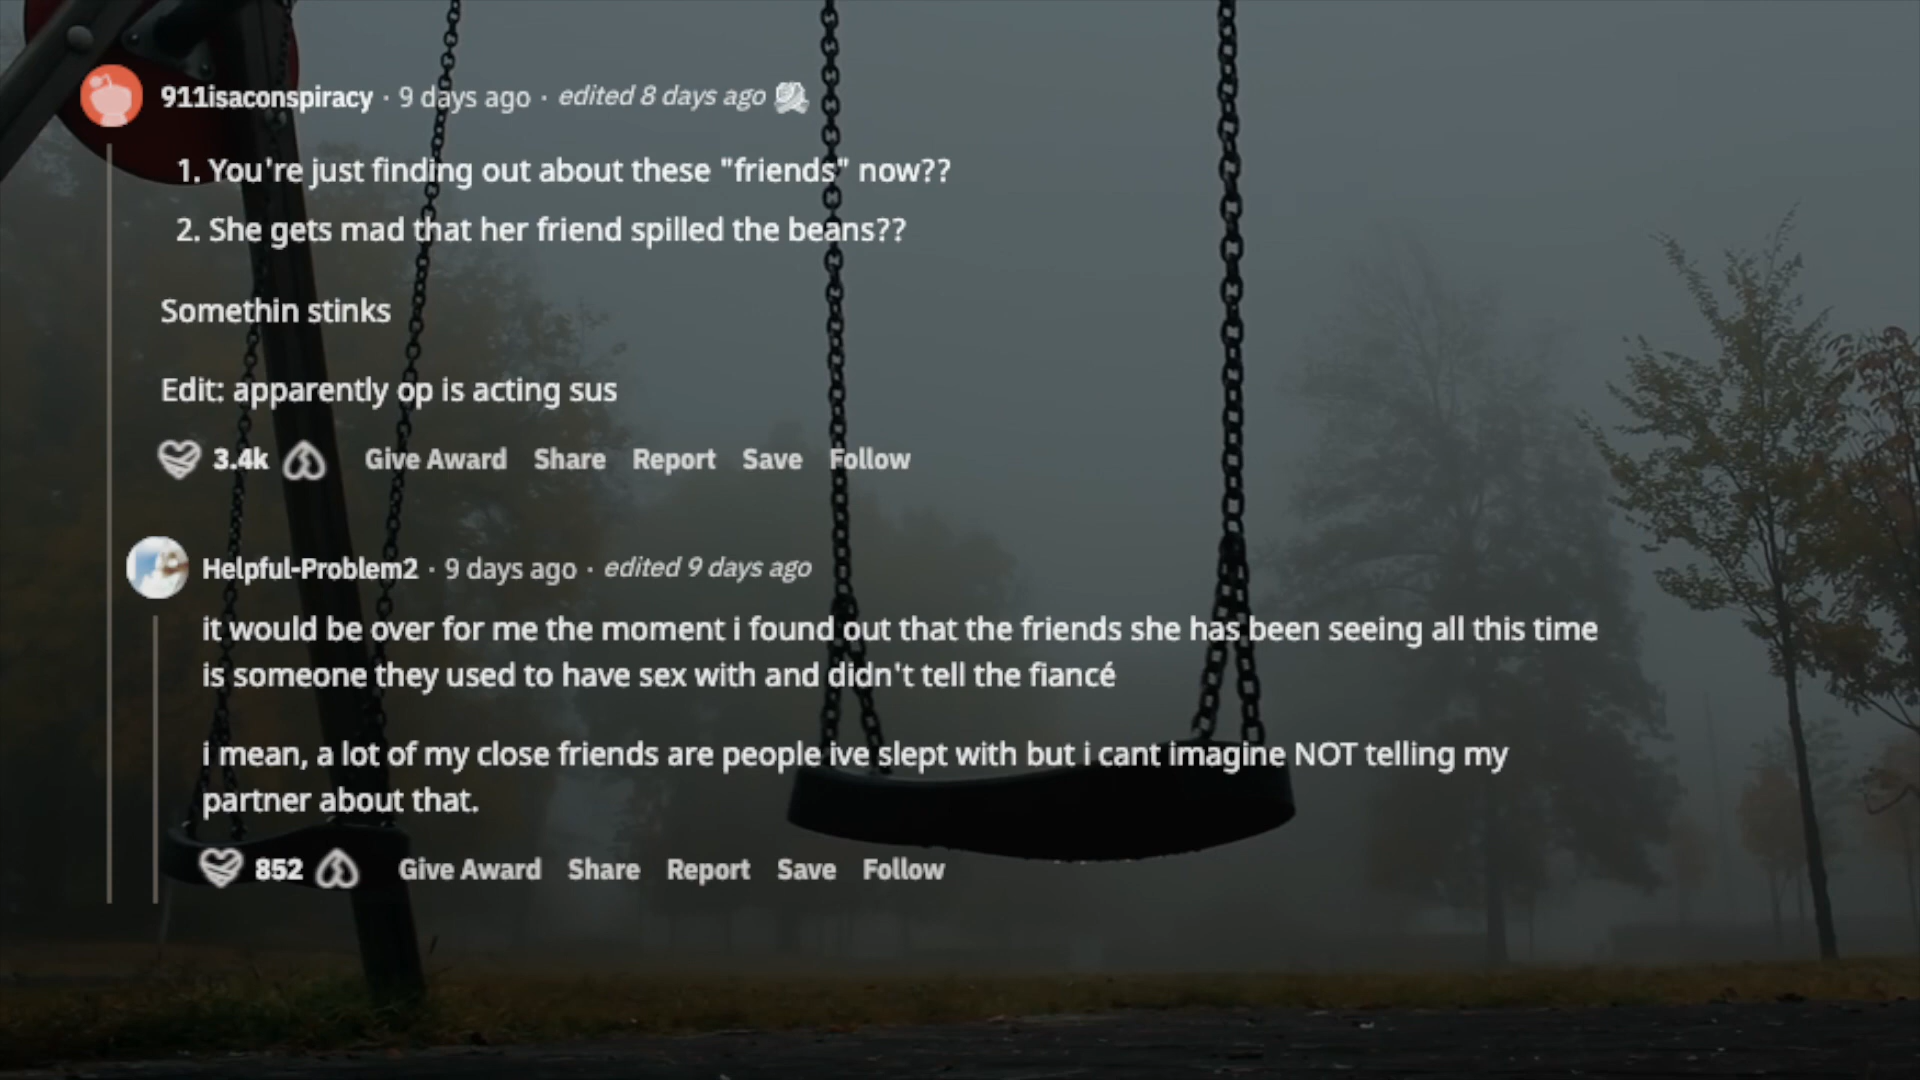 911isaconspiracy · 9 days ago · edited 8 days ago
1. You're just finding out about these "friends" now??
2. She gets mad that her friend spilled the beans??
Somethin stinks
Edit: apparently op is acting sus
3.4k Give Award Share Report Save Follow
Helpful-Problem2 · 9 days ago · edited 9 days ago
it would be over for me the moment i found out that the friends she has been seeing all this time
is someone they used to have sex with and didn't tell the fiancé
i mean, a lot of my close friends are people ive slept with but i cant imagine NOT telling my
partner about that.
852 Give Award Share Report Save Follow